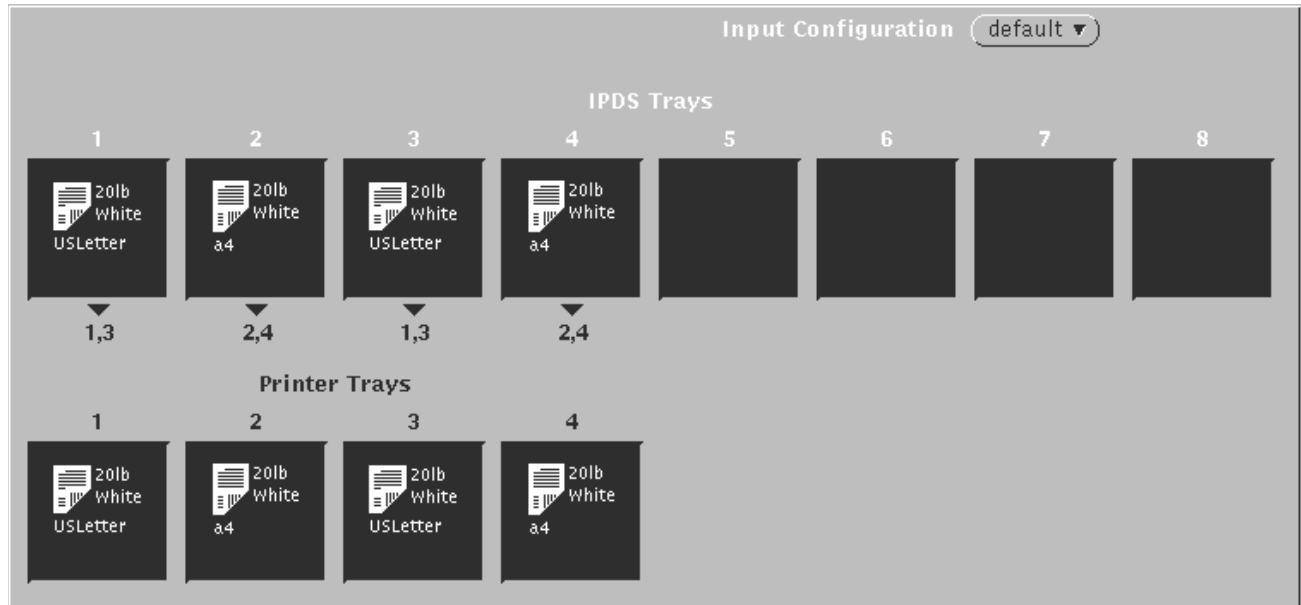 Input Configuration default
IPDS Trays
1 2 3 4 5 6 7 8
20lb White USLetter
20lb White a4
20lb White USLetter
20lb White a4
1,3 2,4 1,3 2,4
Printer Trays
1 2 3 4
20lb White USLetter
20lb White a4
20lb White USLetter
20lb White a4